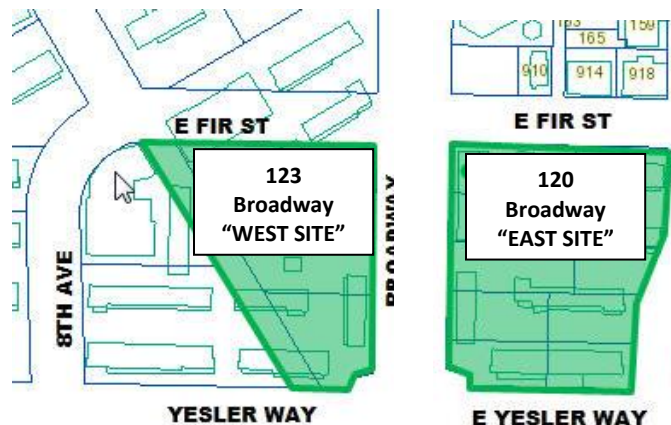 159
165
910
914
918
E FIR ST
E FIR ST
123
Broadway
“WEST SITE”
120
Broadway
“EAST SITE”
BROADWAY
8TH AVE
YESLER WAY
E YESLER WAY